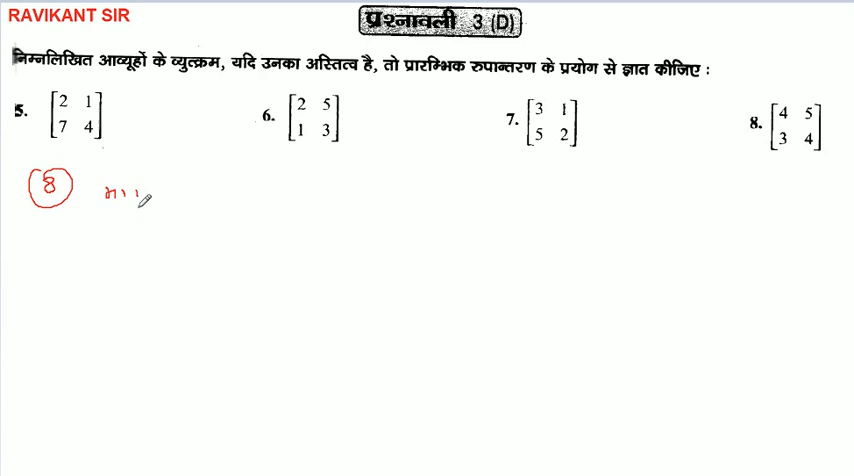 RAVIKANT SIR
प्रश्नावली 3 (D)
निम्नलिखित आव्यूहों के व्युत्क्रम, यदि उनका अस्तित्व है, तो प्रारम्भिक रुपान्तरण के प्रयोग से ज्ञात कीजिए :
5. [2 1 6. [2 5 7. [3 1 8. [4 5
7 4] 1 3] 5 2] 3 4]
8